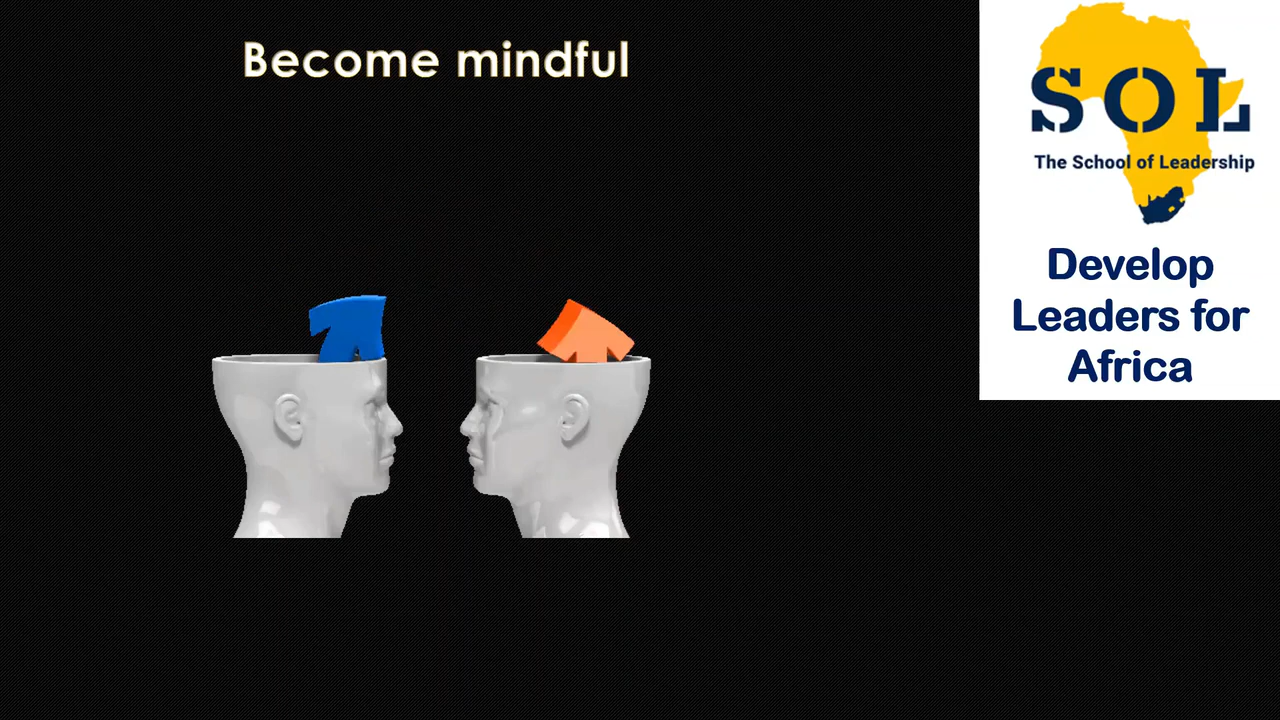 Become mindful
SOL
The School of Leadership
Develop
Leaders for
Africa